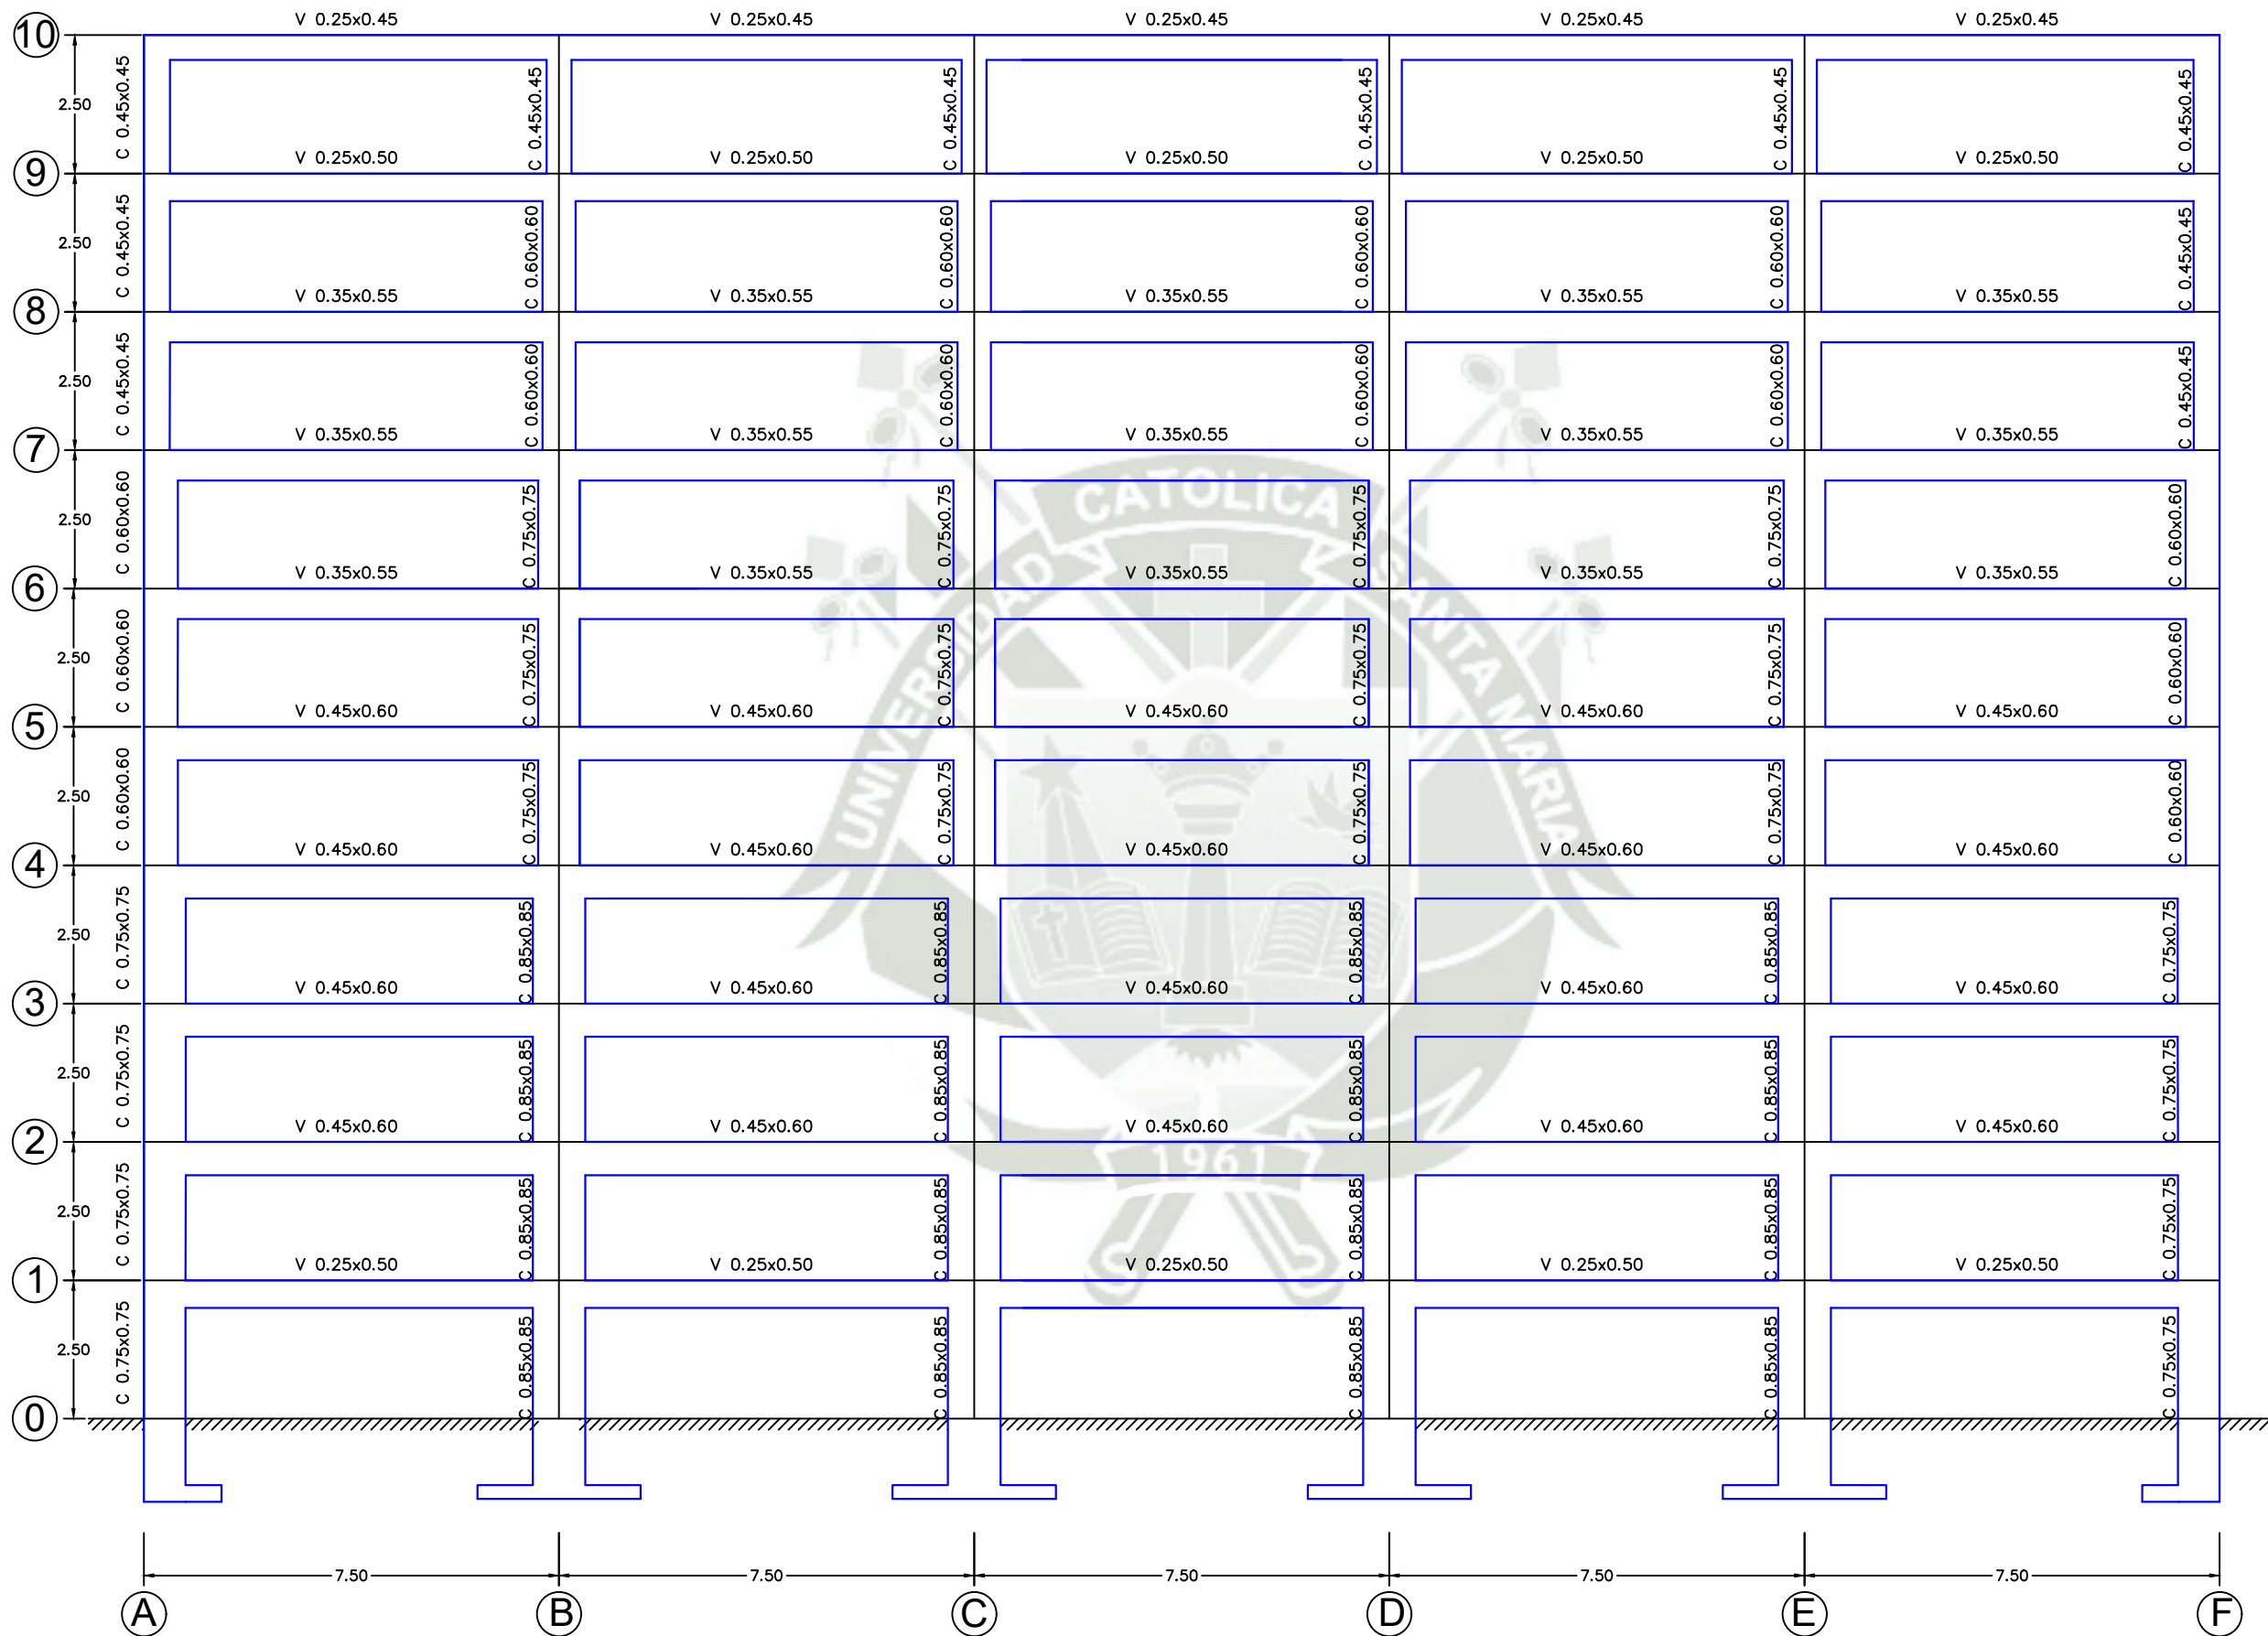 V 0.25x0.45 V 0.25x0.45 V 0.25x0.45 V 0.25x0.45 V 0.25x0.45
10
2.50 C 0.45x0.45 C 0.45x0.45 C 0.45x0.45 C 0.45x0.45 C 0.45x0.45 C 0.45x0.45
V 0.25x0.50 V 0.25x0.50 V 0.25x0.50 V 0.25x0.50 V 0.25x0.50
9
2.50 C 0.45x0.45 C 0.60x0.60 C 0.60x0.60 C 0.60x0.60 C 0.60x0.60 C 0.45x0.45
V 0.35x0.55 V 0.35x0.55 V 0.35x0.55 V 0.35x0.55 V 0.35x0.55
8
2.50 C 0.45x0.45 C 0.60x0.60 C 0.60x0.60 C 0.60x0.60 C 0.60x0.60 C 0.45x0.45
V 0.35x0.55 V 0.35x0.55 V 0.35x0.55 V 0.35x0.55 V 0.35x0.55
7
2.50 C 0.60x0.60 C 0.75x0.75 C 0.75x0.75 C 0.75x0.75 C 0.75x0.75 C 0.60x0.60
V 0.35x0.55 V 0.35x0.55 V 0.35x0.55 V 0.35x0.55 V 0.35x0.55
6
2.50 C 0.60x0.60 C 0.75x0.75 C 0.75x0.75 C 0.75x0.75 C 0.75x0.75 C 0.60x0.60
V 0.45x0.60 V 0.45x0.60 V 0.45x0.60 V 0.45x0.60 V 0.45x0.60
5
2.50 C 0.60x0.60 C 0.75x0.75 C 0.75x0.75 C 0.75x0.75 C 0.75x0.75 C 0.60x0.60
V 0.45x0.60 V 0.45x0.60 V 0.45x0.60 V 0.45x0.60 V 0.45x0.60
4
2.50 C 0.75x0.75 C 0.85x0.85 C 0.85x0.85 C 0.85x0.85 C 0.85x0.85 C 0.75x0.75
V 0.45x0.60 V 0.45x0.60 V 0.45x0.60 V 0.45x0.60 V 0.45x0.60
3
2.50 C 0.75x0.75 C 0.85x0.85 C 0.85x0.85 C 0.85x0.85 C 0.85x0.85 C 0.75x0.75
V 0.45x0.60 V 0.45x0.60 V 0.45x0.60 V 0.45x0.60 V 0.45x0.60
2
2.50 C 0.75x0.75 C 0.85x0.85 C 0.85x0.85 C 0.85x0.85 C 0.85x0.85 C 0.75x0.75
V 0.25x0.50 V 0.25x0.50 V 0.25x0.50 V 0.25x0.50 V 0.25x0.50
1
2.50 C 0.75x0.75 C 0.85x0.85 C 0.85x0.85 C 0.85x0.85 C 0.85x0.85 C 0.75x0.75
0
7.50 7.50 7.50 7.50 7.50
A B C D E F
UNIVERSIDAD CATOLICA SANTA MARIA
1961